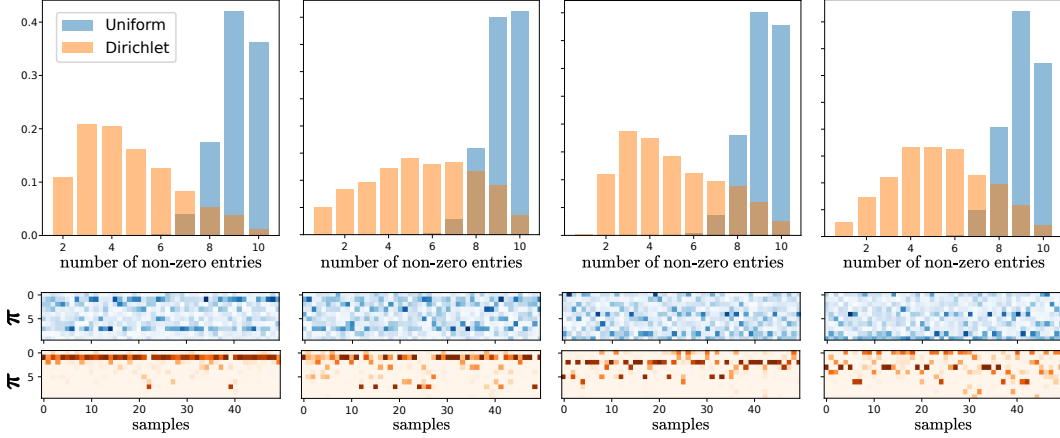 0.4
0.3
0.2
0.1
0.0
Uniform
Dirichlet
2 4 6 8 10
2 4 6 8 10
2 4 6 8 10
2 4 6 8 10
number of non-zero entries
number of non-zero entries
number of non-zero entries
number of non-zero entries
π
0
5
π
0
5
0 10 20 30 40
0 10 20 30 40
0 10 20 30 40
0 10 20 30 40
samples
samples
samples
samples